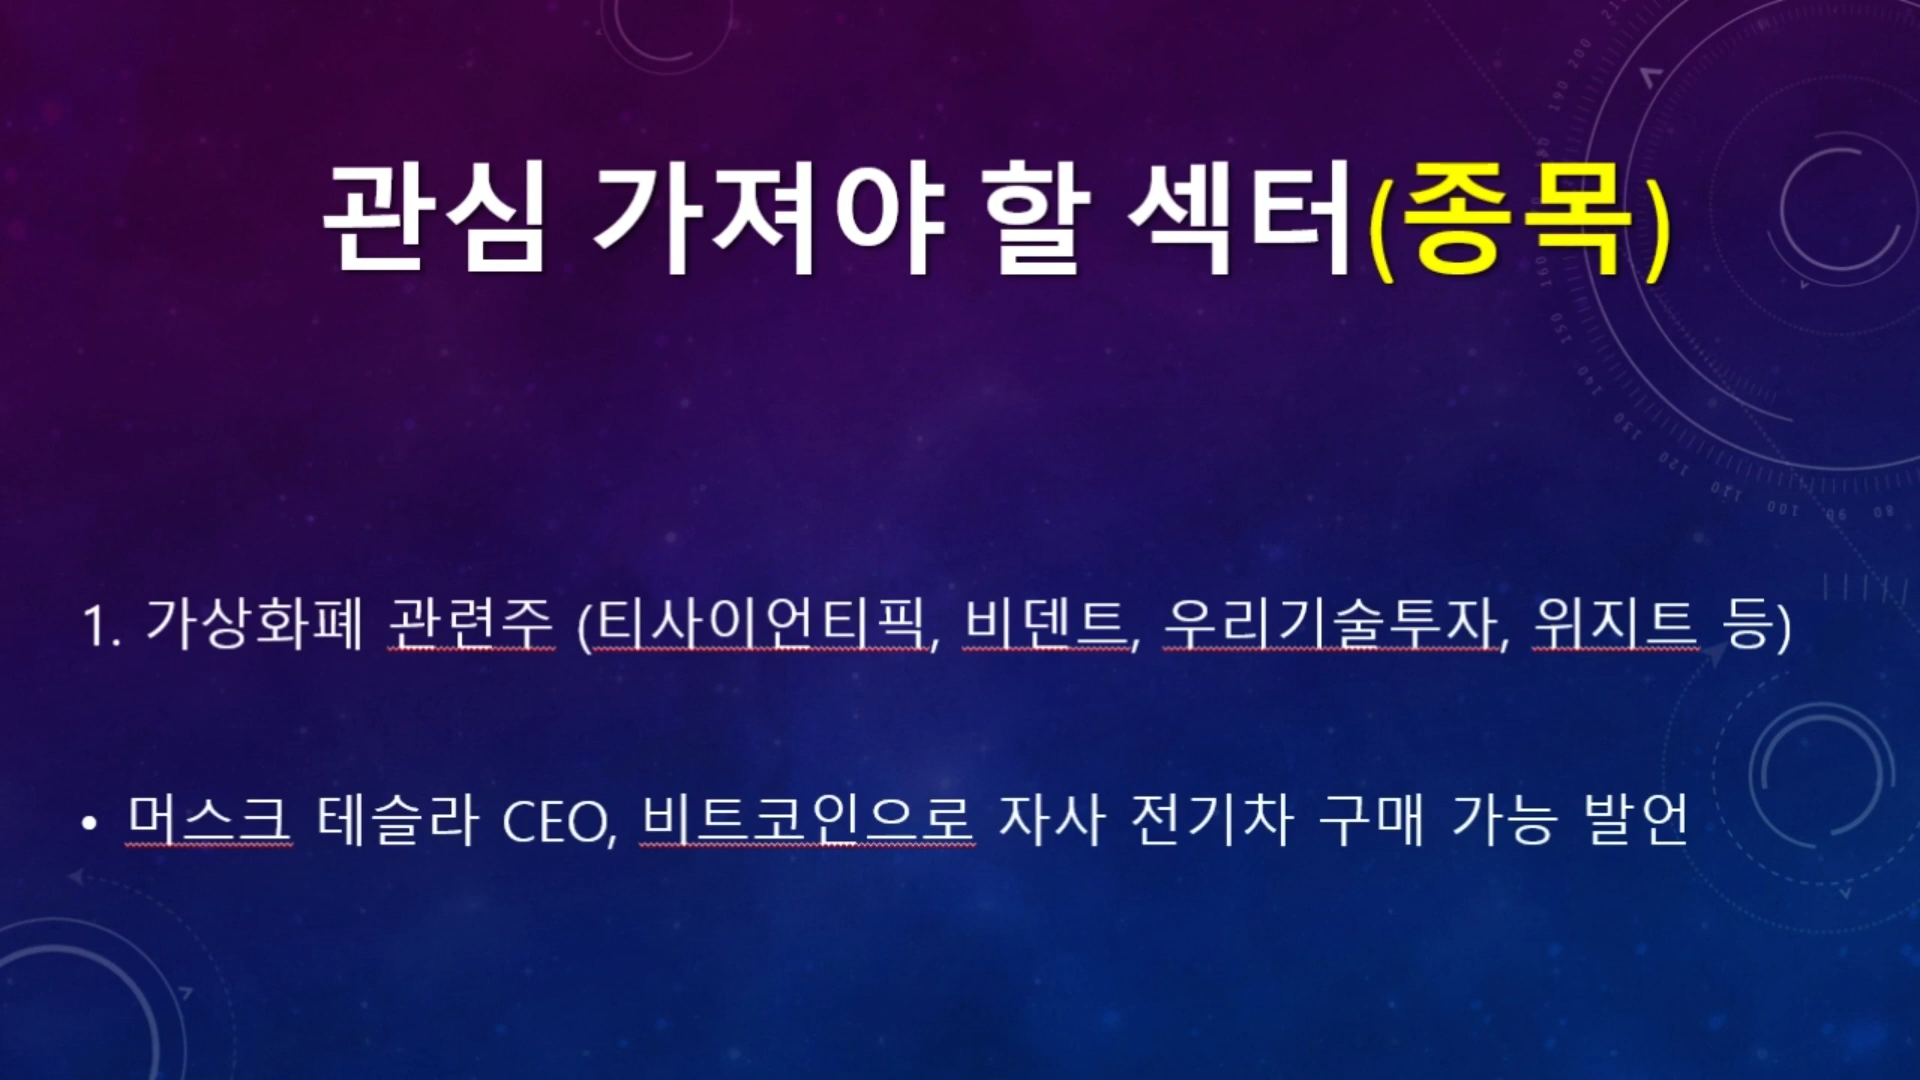 관심 가져야 할 섹터(종목)
1. 가상화폐 관련주 (티사이언티픽, 비덴트, 우리기술투자, 위지트 등)
• 머스크 테슬라 CEO, 비트코인으로 자사 전기차 구매 가능 발언